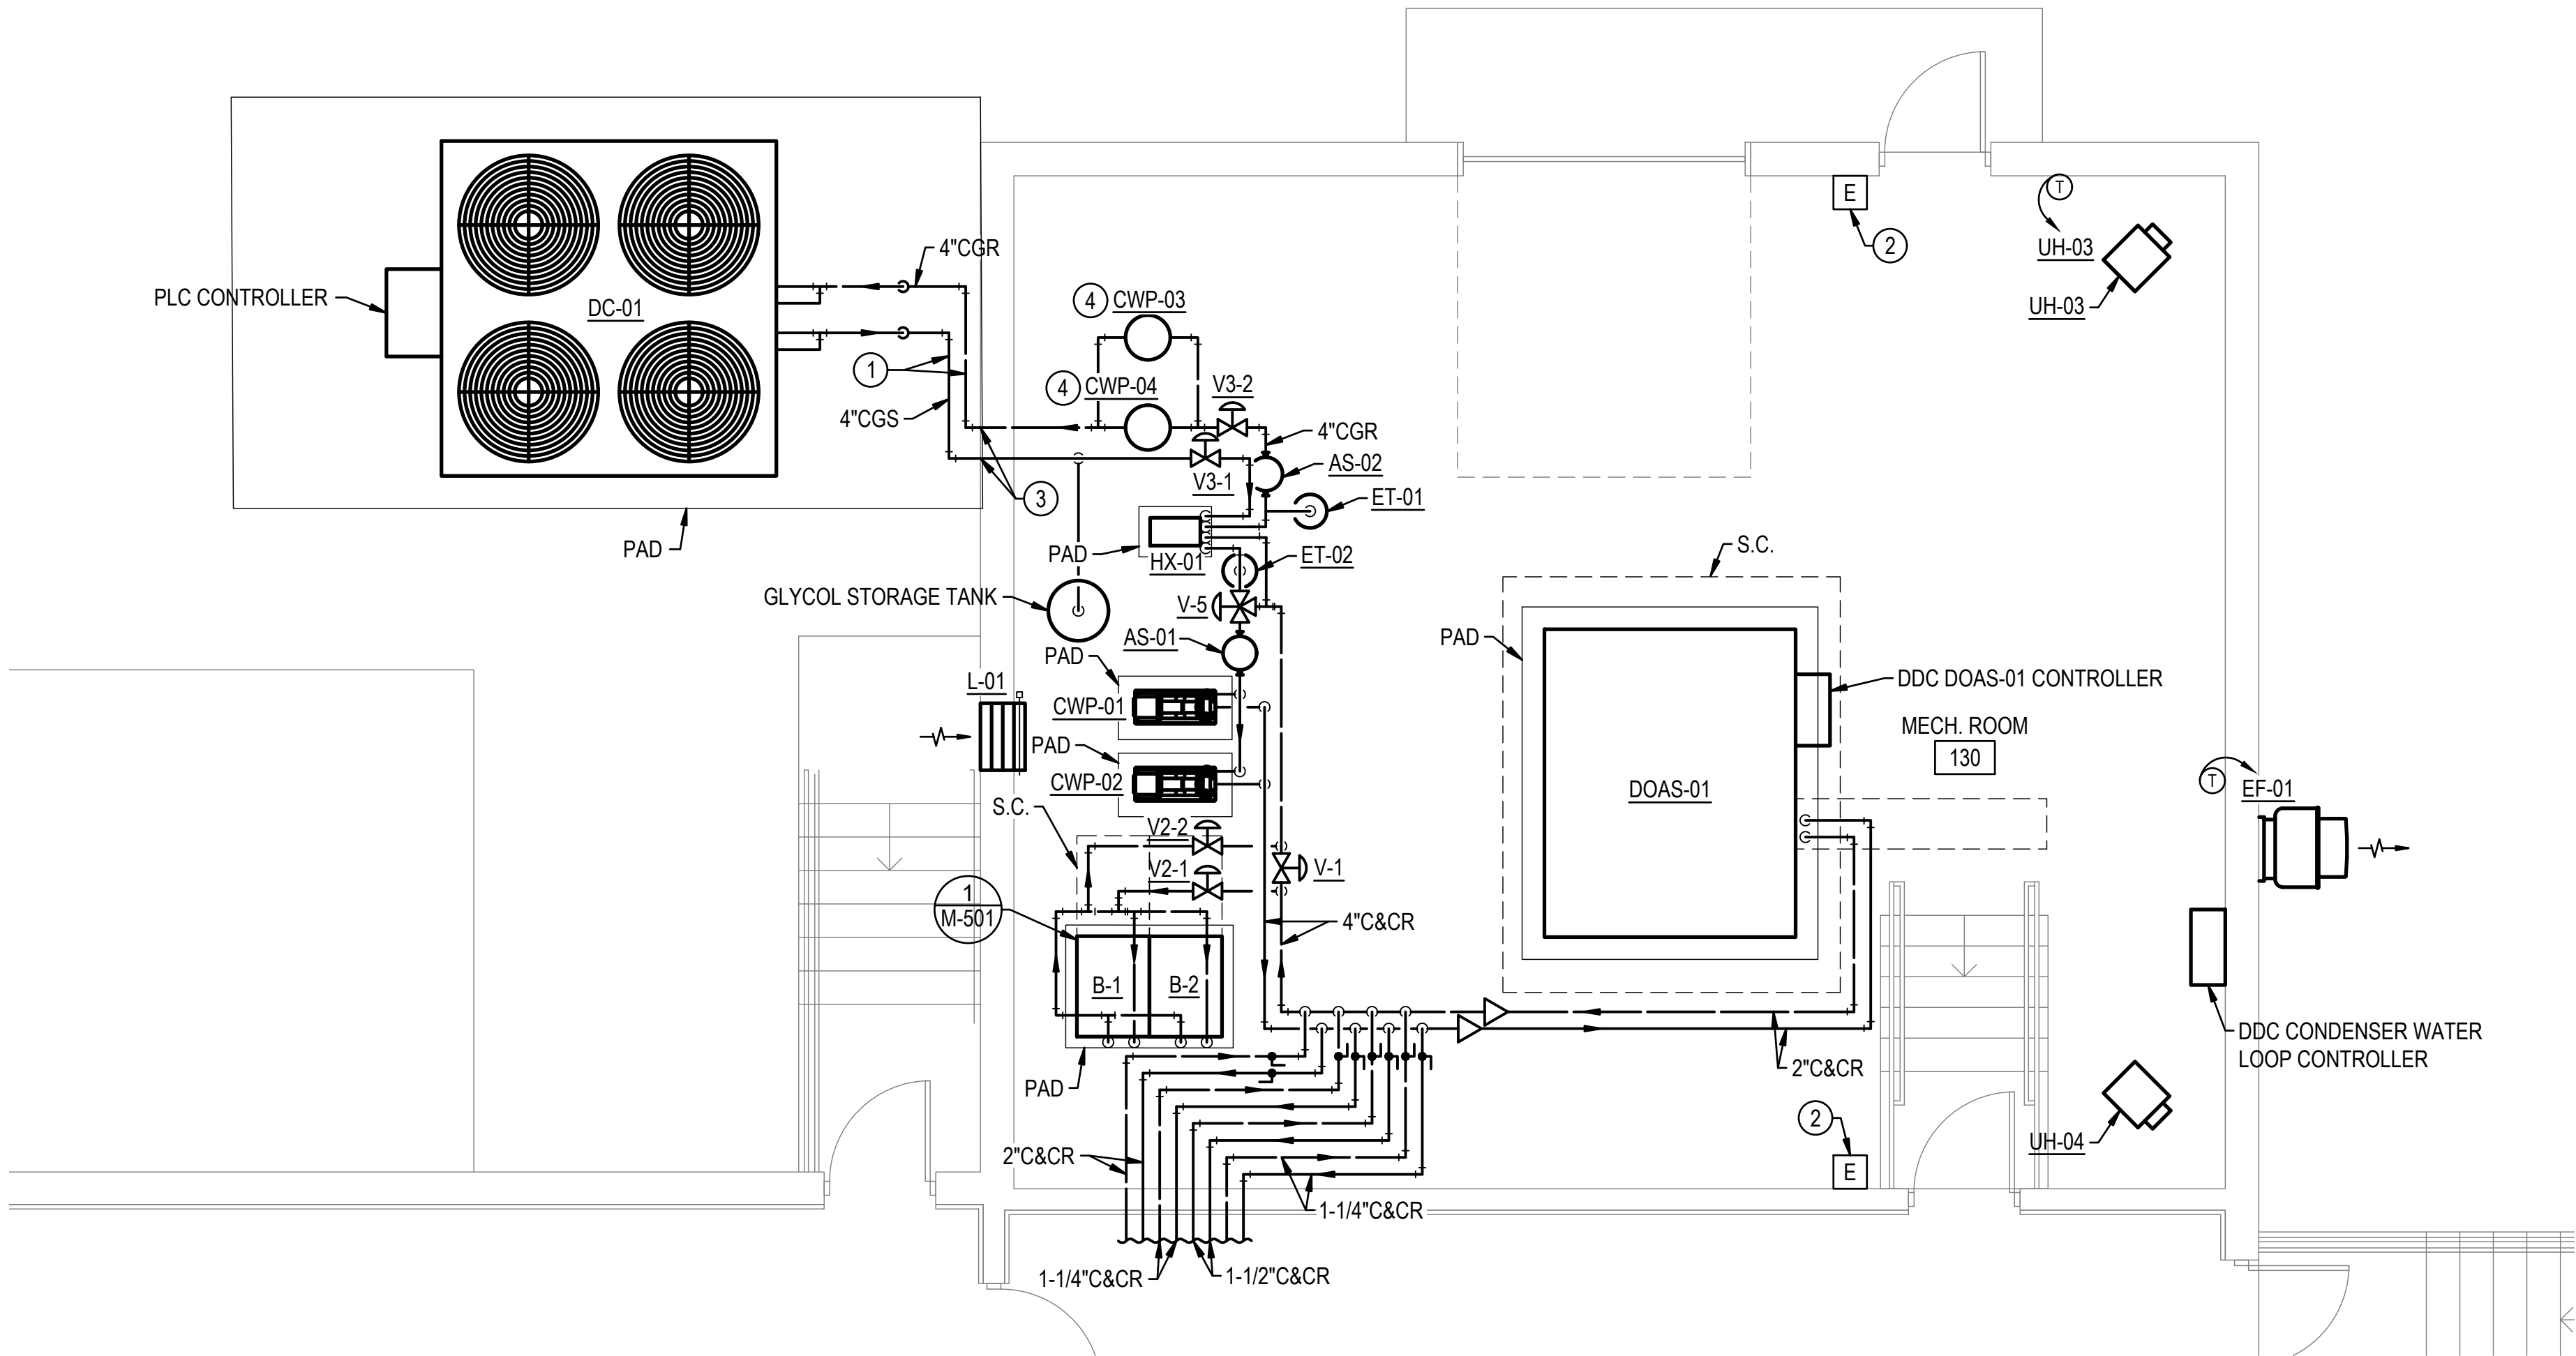 E
T
2
UH-03
4"CGR
PLC CONTROLLER
DC-01
4 CWP-03
UH-03
1
4 CWP-04
V3-2
4"CGS
4"CGR
AS-02
V3-1
3
ET-01
PAD
PAD
HX-01
ET-02
S.C.
GLYCOL STORAGE TANK
V-5
AS-01
PAD
PAD
L-01
CWP-01
DDC DOAS-01 CONTROLLER
MECH. ROOM
130
PAD
CWP-02
DOAS-01
T
EF-01
S.C.
V2-2
V2-1
V-1
1
M-501
4"C&CR
B-1
B-2
DDC CONDENSER WATER
LOOP CONTROLLER
2"C&CR
PAD
2
UH-04
2"C&CR
E
1-1/4"C&CR
1-1/4"C&CR
1-1/2"C&CR